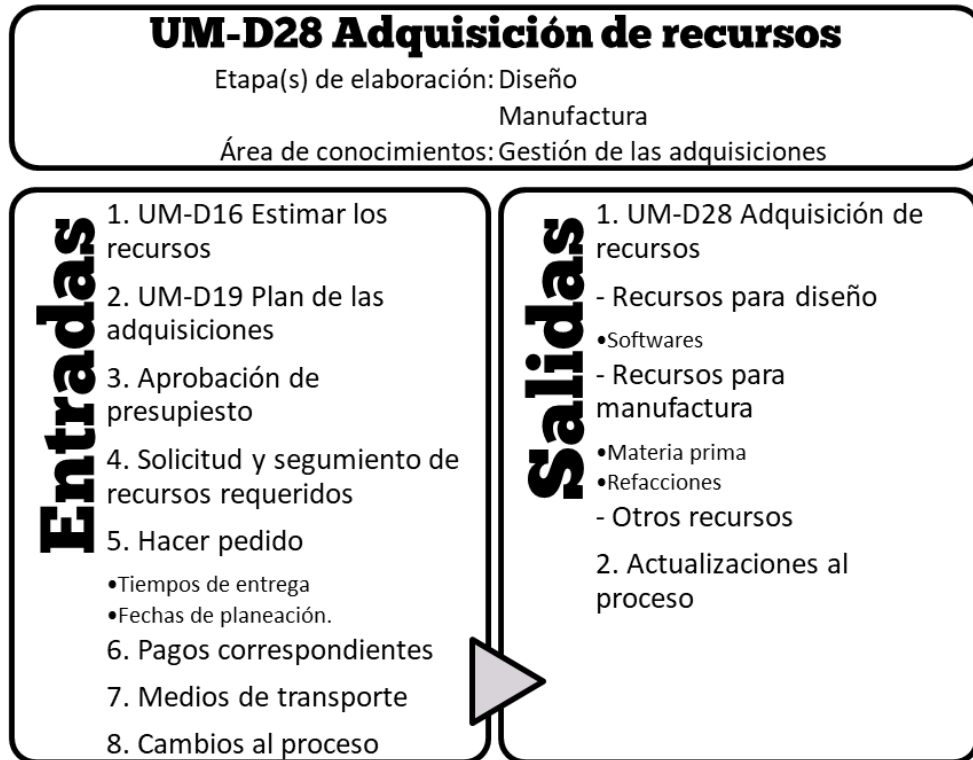 UM-D28 Adquisición de recursos
Etapa(s) de elaboración: Diseño
Manufactura
Área de conocimientos: Gestión de las adquisiciones
Entradas
1. UM-D16 Estimar los
recursos
2. UM-D19 Plan de las
adquisiciones
3. Aprobación de
presupiesto
4. Solicitud y segumiento de
recursos requeridos
5. Hacer pedido
•Tiempos de entrega
•Fechas de planeación.
6. Pagos correspondientes
7. Medios de transporte
8. Cambios al proceso
Salidas
1. UM-D28 Adquisición de
recursos
- Recursos para diseño
•Softwares
- Recursos para
manufactura
•Materia prima
•Refacciones
- Otros recursos
2. Actualizaciones al
proceso